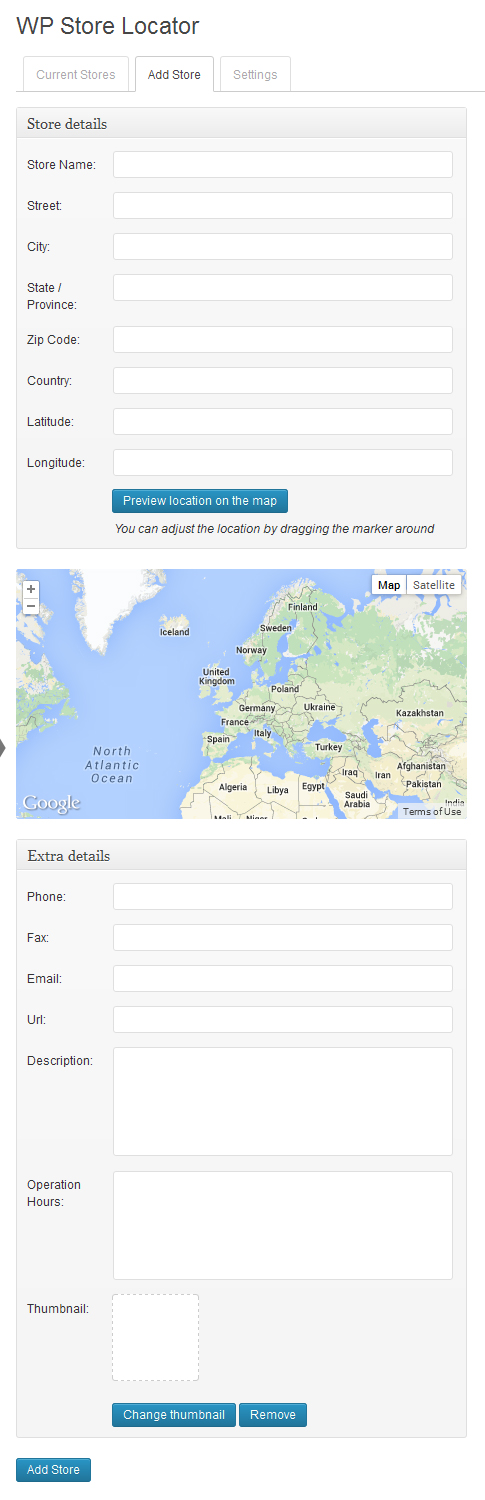 WP Store Locator
Current Stores
Add Store
Settings
Store details
Store Name:
Street:
City:
State /
Province:
Zip Code:
Country:
Latitude:
Longitude:
Preview location on the map
You can adjust the location by dragging the marker around
+
−
Map
Satellite
Finland
Iceland
Sweden
Norway
United
Kingdom
Poland
Germany
Ukraine
Kazakhstan
France
Italy
Spain
Turkey
North
Atlantic
Ocean
Afghanistan
Iraq
Iran
Pakistan
Algeria
Libya
Egypt
Saudi
Arabia
India
Mali
Niger
Google
Terms of Use
Extra details
Phone:
Fax:
Email:
Url:
Description:
Operation
Hours:
Thumbnail:
Change thumbnail
Remove
Add Store